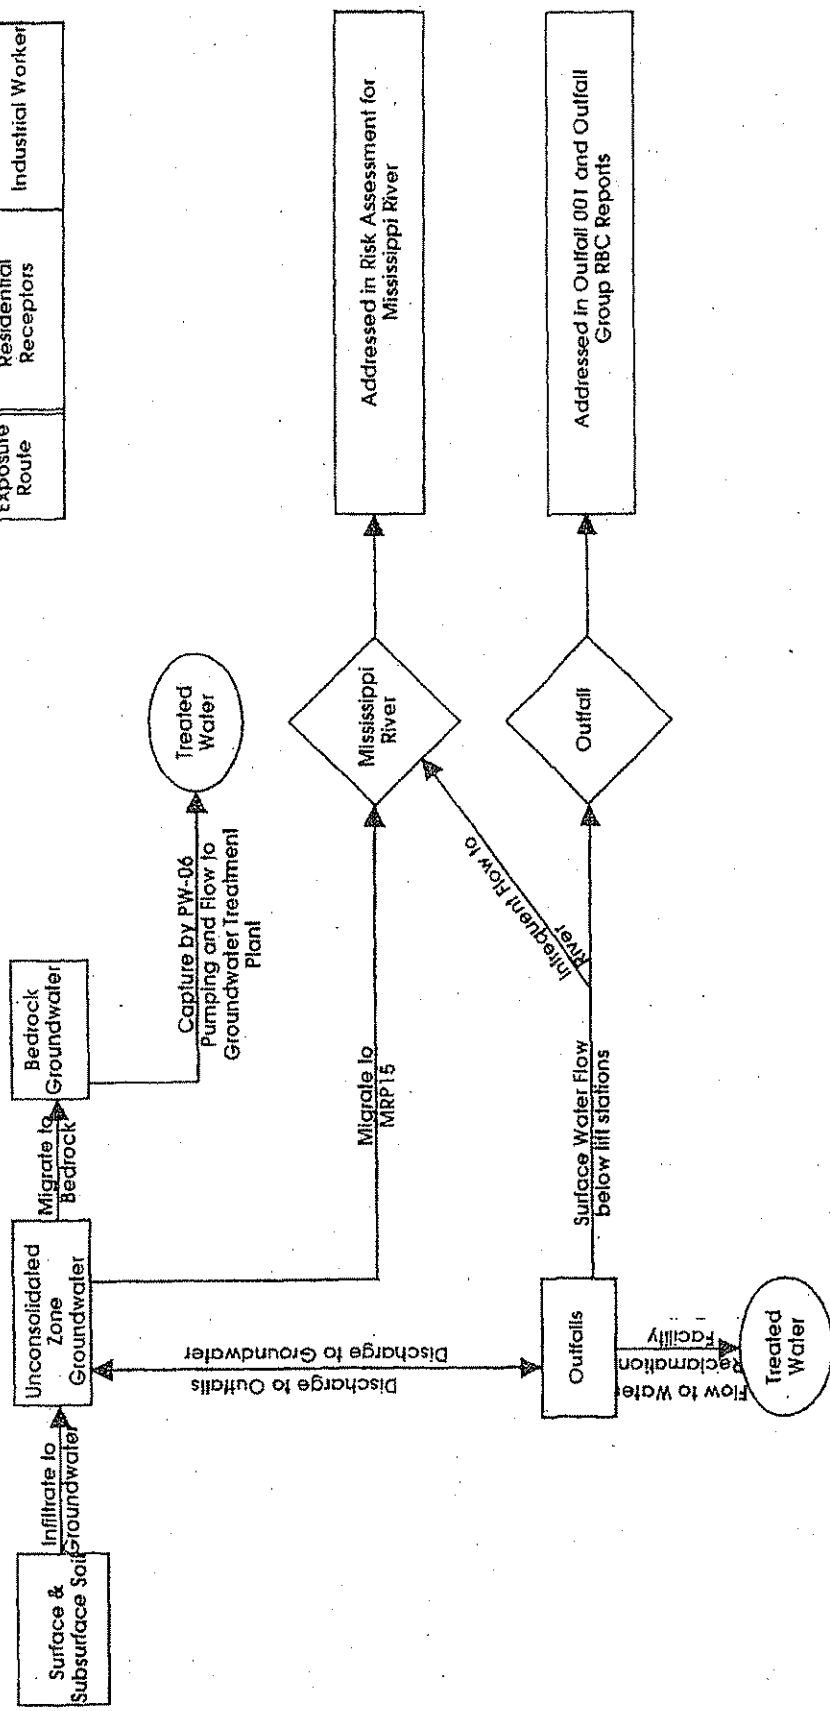 Exposure
Route
Residential
Receptors
Industrial Worker
Surface &
Subsurface Soil
Infiltrate to
Groundwater
Unconsolidated
Zone
Groundwater
Migrate to
Bedrock
Bedrock
Groundwater
Capture by PW-06
Pumping and Flow to
Groundwater Treatment
Plant
Treated
Water
Migrate to
MRP15
Mississippi
River
Addressed in Risk Assessment for
Mississippi River
Discharge to Outfalls
Discharge to Groundwater
Outfalls
Surface Water Flow
below lift stations
Infrequent Flow to
River
Outfall
Addressed in Outfall 001 and Outfall
Group RBC Reports
Flow to Water
Reclamation
Facility
Treated
Water